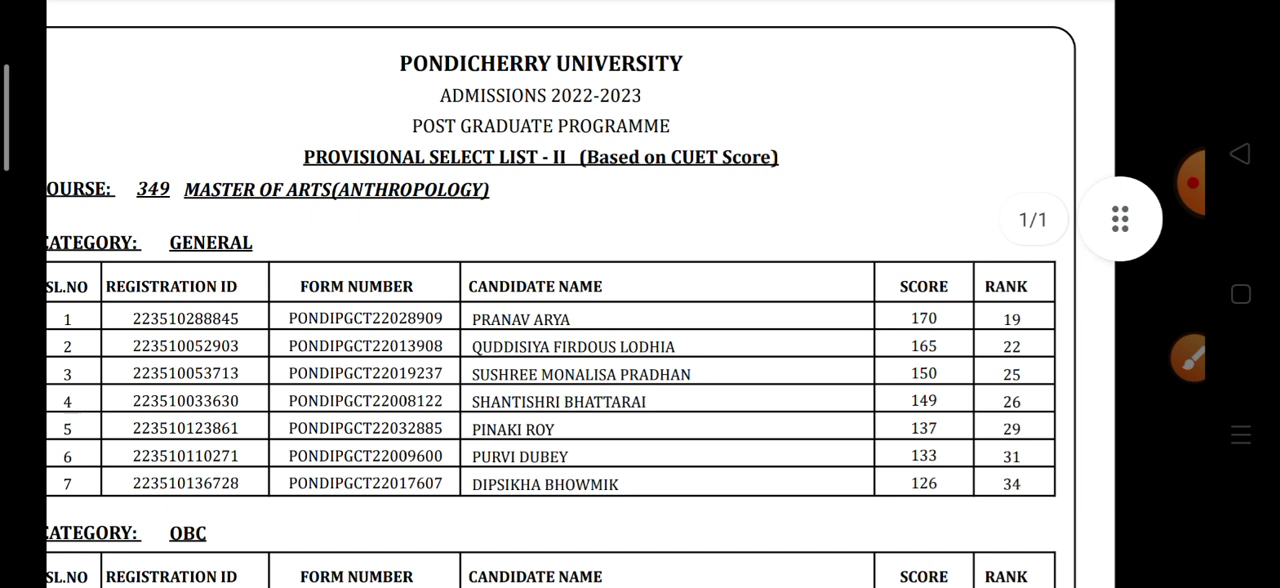 PONDICHERRY UNIVERSITY
ADMISSIONS 2022-2023
POST GRADUATE PROGRAMME
PROVISIONAL SELECT LIST - II (Based on CUET Score)
OURSE: 349 MASTER OF ARTS(ANTHROPOLOGY)
1/1
ATEGORY: GENERAL
SL.NO REGISTRATION ID FORM NUMBER CANDIDATE NAME SCORE RANK
1 223510288845 PONDIPGCT22028909 PRANAV ARYA 170 19
2 223510052903 PONDIPGCT22013908 QUDDISIYA FIRDOUS LODHIA 165 22
3 223510053713 PONDIPGCT22019237 SUSHREE MONALISA PRADHAN 150 25
4 223510033630 PONDIPGCT22008122 SHANTISHRI BHATTARAI 149 26
5 223510123861 PONDIPGCT22032885 PINAKI ROY 137 29
6 223510110271 PONDIPGCT22009600 PURVI DUBEY 133 31
7 223510136728 PONDIPGCT22017607 DIPSIKHA BHOWMIK 126 34
ATEGORY: OBC
SL.NO REGISTRATION ID FORM NUMBER CANDIDATE NAME SCORE RANK